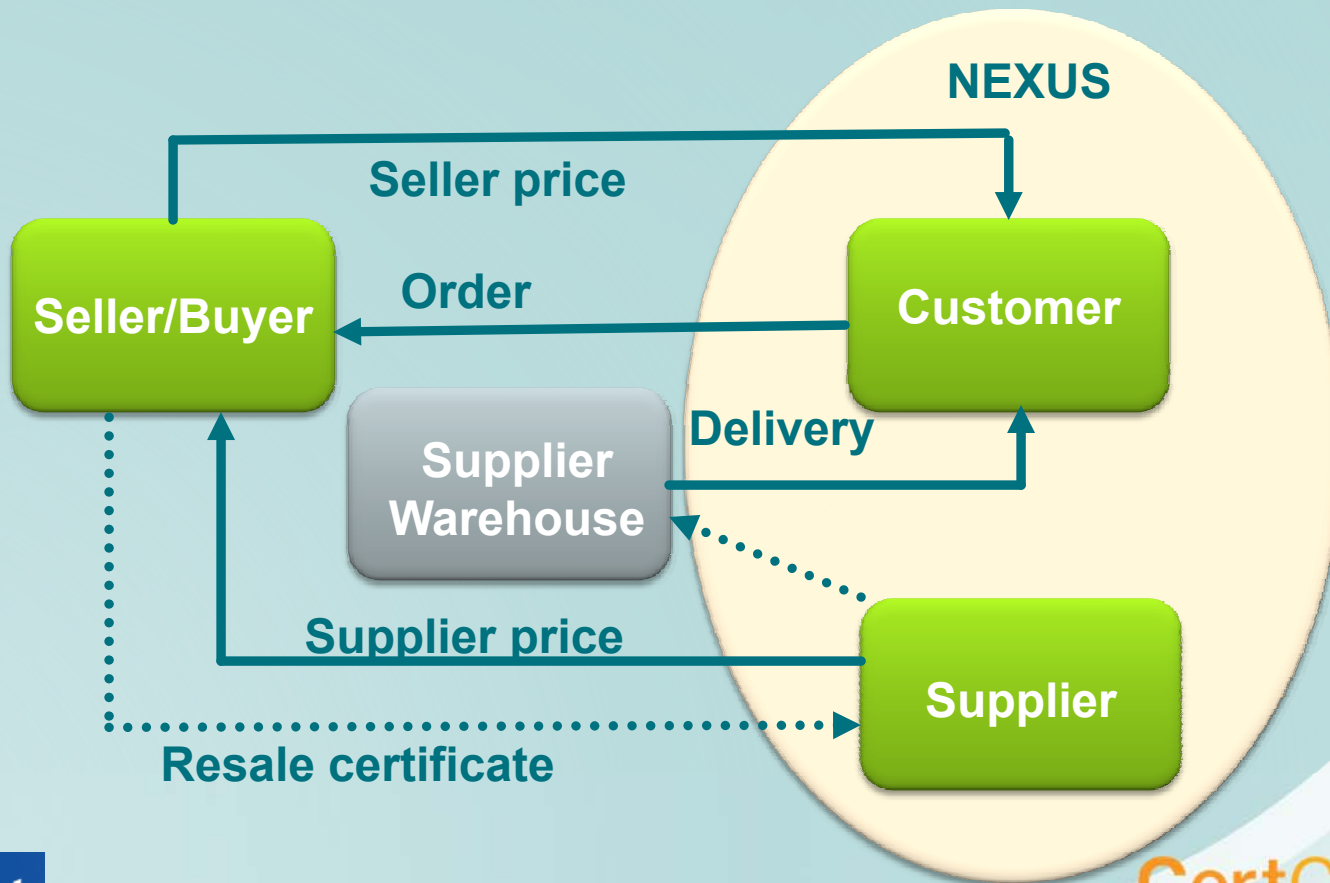 NEXUS
Seller price
Seller/Buyer
Order
Customer
Delivery
Supplier
Warehouse
Supplier price
Supplier
Resale certificate